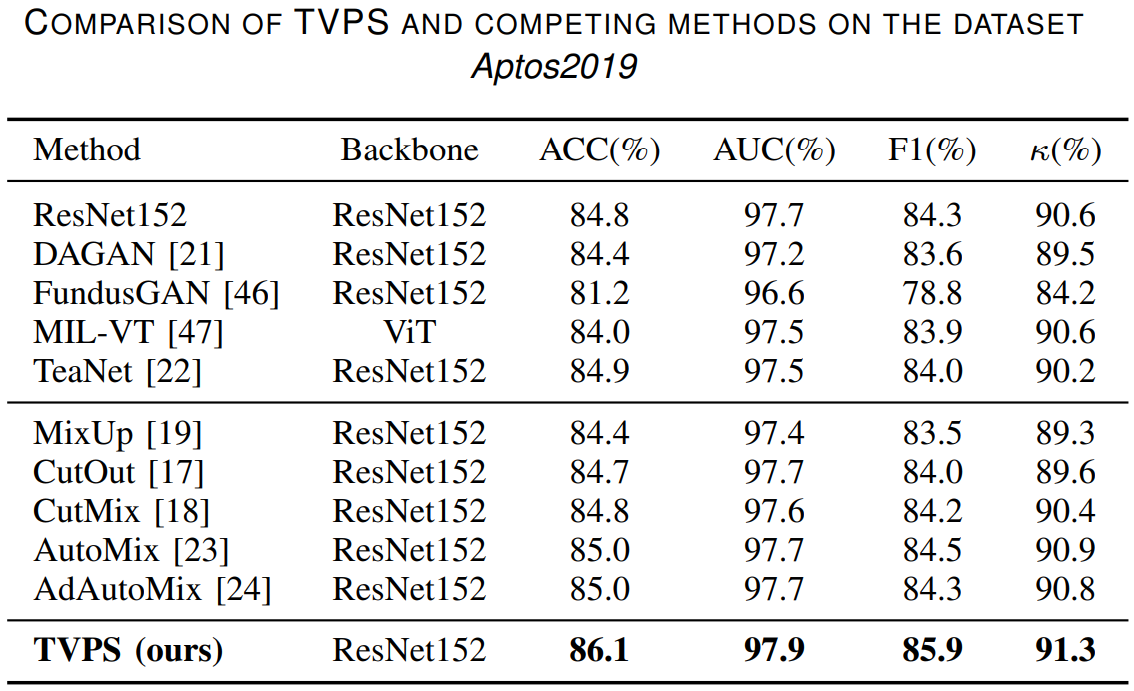 COMPARISON OF TVPS AND COMPETING METHODS ON THE DATASET
Aptos2019
Method Backbone ACC(%) AUC(%) F1(%) κ(%)
ResNet152 ResNet152 84.8 97.7 84.3 90.6
DAGAN [21] ResNet152 84.4 97.2 83.6 89.5
FundusGAN [46] ResNet152 81.2 96.6 78.8 84.2
MIL-VT [47] ViT 84.0 97.5 83.9 90.6
TeaNet [22] ResNet152 84.9 97.5 84.0 90.2
MixUp [19] ResNet152 84.4 97.4 83.5 89.3
CutOut [17] ResNet152 84.7 97.7 84.0 89.6
CutMix [18] ResNet152 84.8 97.6 84.2 90.4
AutoMix [23] ResNet152 85.0 97.7 84.5 90.9
AdAutoMix [24] ResNet152 85.0 97.7 84.3 90.8
TVPS (ours) ResNet152 86.1 97.9 85.9 91.3